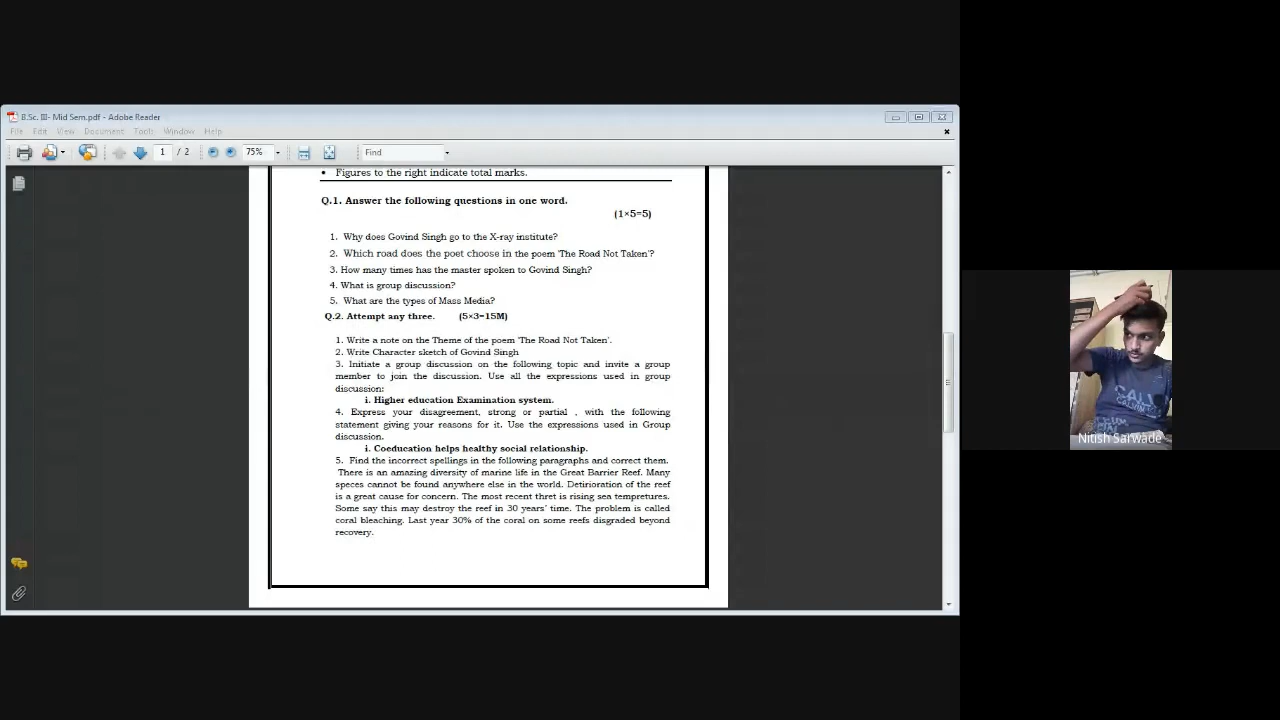 B.Sc. III- Mid Sem.pdf - Adobe Reader
File Edit View Document Tools Window Help
1 / 2 75% Find
• Figures to the right indicate total marks.
Q.1. Answer the following questions in one word.
(1×5=5)
1. Why does Govind Singh go to the X-ray institute?
2. Which road does the poet choose in the poem 'The Road Not Taken'?
3. How many times has the master spoken to Govind Singh?
4. What is group discussion?
5. What are the types of Mass Media?
Q.2. Attempt any three. (5×3=15M)
1. Write a note on the Theme of the poem 'The Road Not Taken'.
2. Write Character sketch of Govind Singh
3. Initiate a group discussion on the following topic and invite a group
member to join the discussion. Use all the expressions used in group
discussion:
i. Higher education Examination system.
4. Express your disagreement, strong or partial , with the following
statement giving your reasons for it. Use the expressions used in Group
discussion.
i. Coeducation helps healthy social relationship.
5. Find the incorrect spellings in the following paragraphs and correct them.
There is an amazing diversity of marine life in the Great Barrier Reef. Many
speces cannot be found anywhere else in the world. Detirioration of the reef
is a great cause for concern. The most recent thret is rising sea tempretures.
Some say this may destroy the reef in 30 years' time. The problem is called
coral bleaching. Last year 30% of the coral on some reefs disgraded beyond
recovery.
Nitish Sarwade